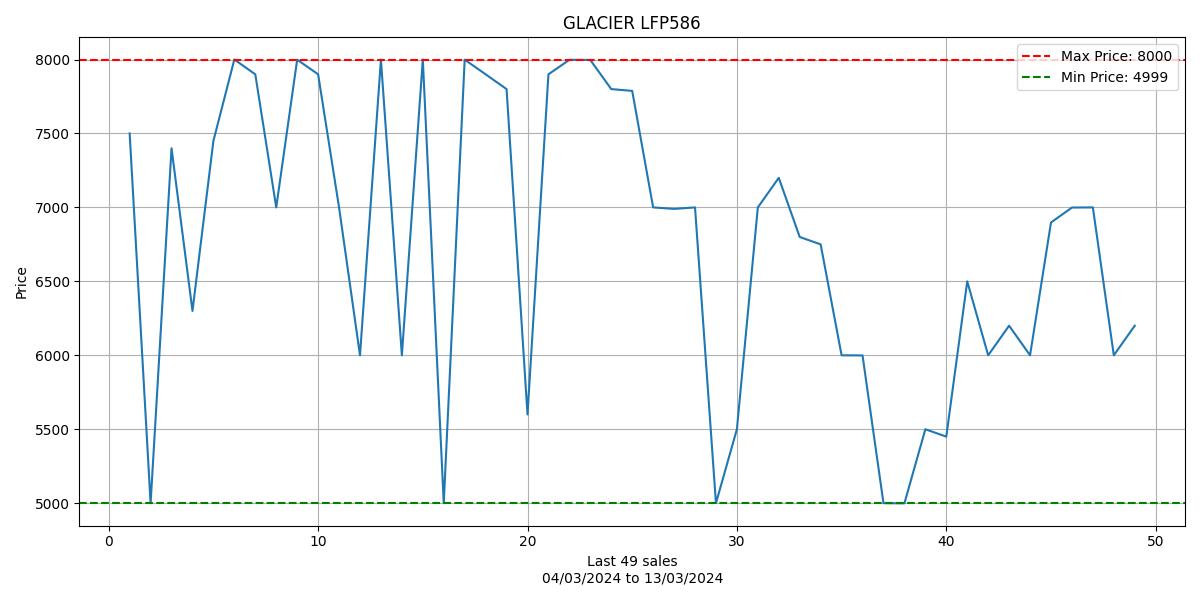 GLACIER LFP586
Max Price: 8000
Min Price: 4999
8000
7500
7000
6500
6000
5500
5000
Price
0 10 20 30 40 50
Last 49 sales
04/03/2024 to 13/03/2024